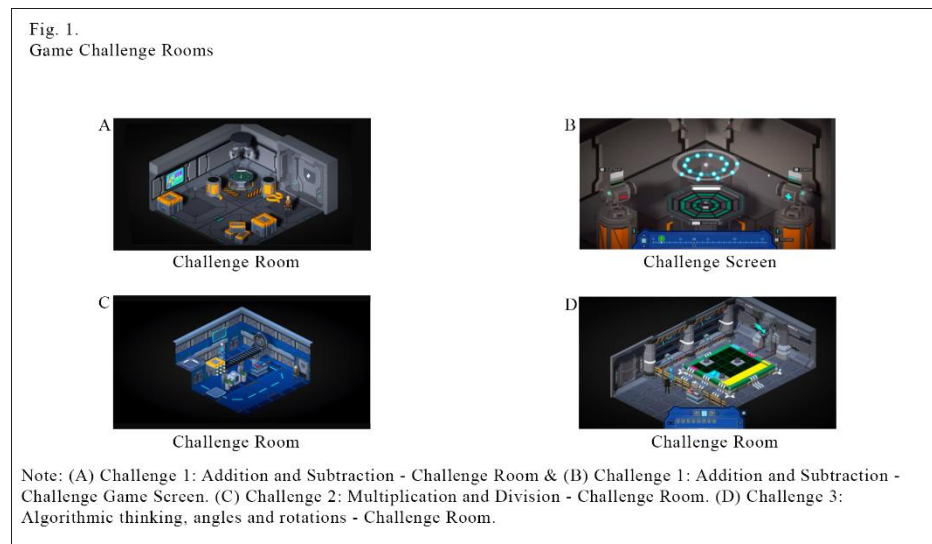 Fig. 1.
Game Challenge Rooms
A
B
Challenge Room
Challenge Screen
C
D
Challenge Room
Challenge Room
Note: (A) Challenge 1: Addition and Subtraction - Challenge Room & (B) Challenge 1: Addition and Subtraction -
Challenge Game Screen. (C) Challenge 2: Multiplication and Division - Challenge Room. (D) Challenge 3:
Algorithmic thinking, angles and rotations - Challenge Room.